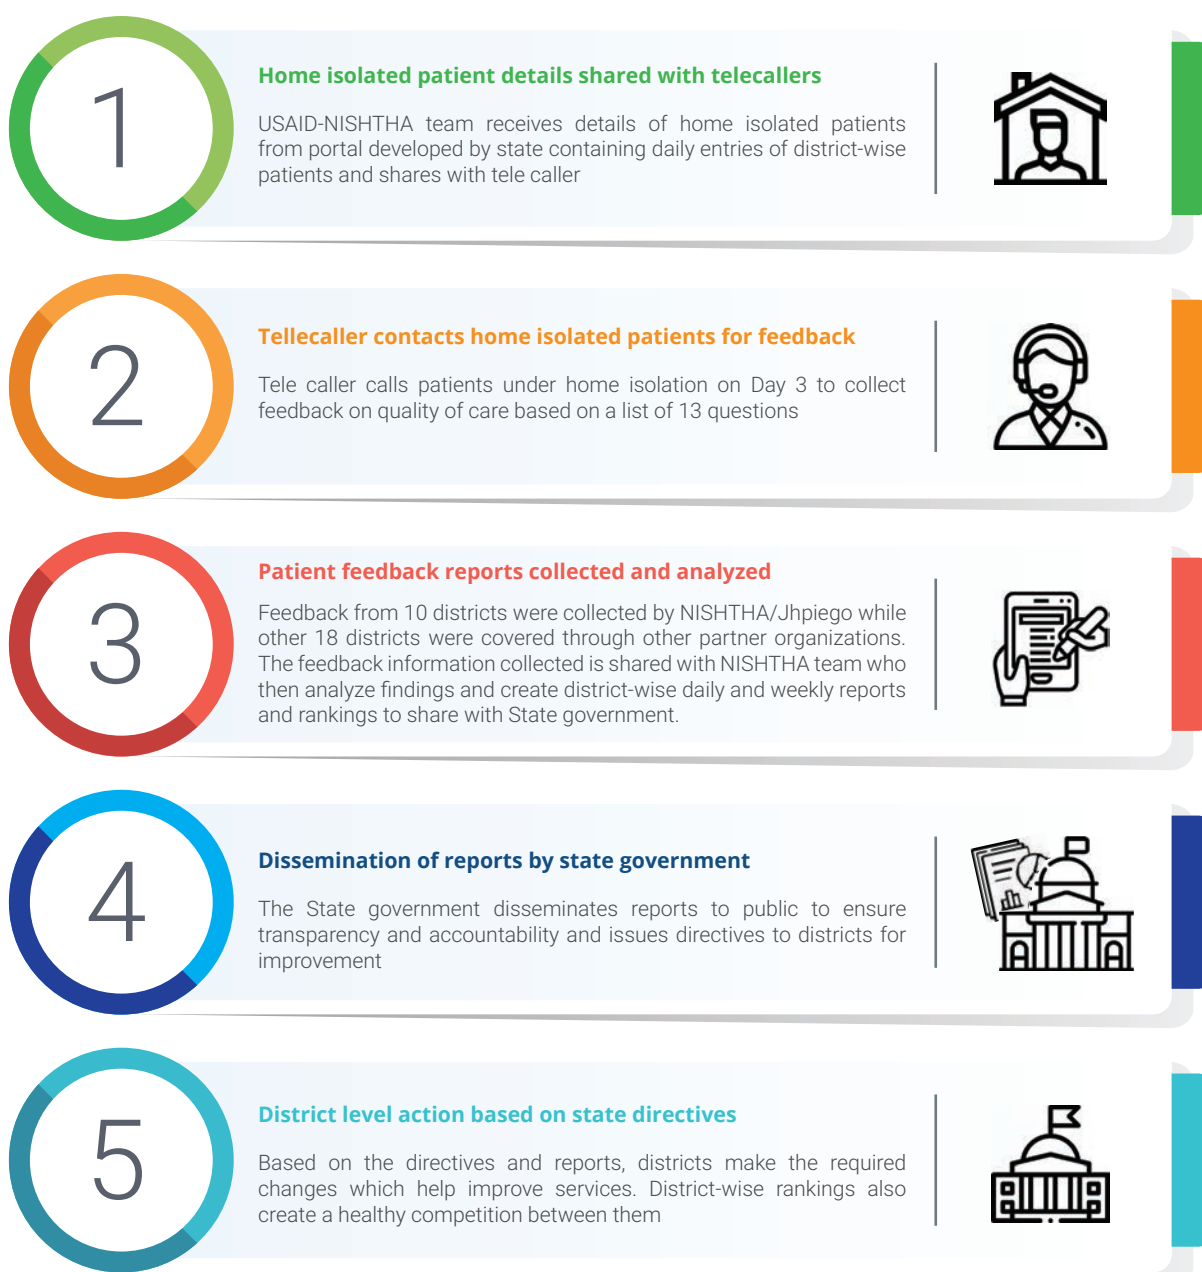 1
Home isolated patient details shared with telecallers
USAID-NISHTHA team receives details of home isolated patients
from portal developed by state containing daily entries of district-wise
patients and shares with tele caller
2
Tellecaller contacts home isolated patients for feedback
Tele caller calls patients under home isolation on Day 3 to collect
feedback on quality of care based on a list of 13 questions
3
Patient feedback reports collected and analyzed
Feedback from 10 districts were collected by NISHTHA/Jhpiego while
other 18 districts were covered through other partner organizations.
The feedback information collected is shared with NISHTHA team who
then analyze findings and create district-wise daily and weekly reports
and rankings to share with State government.
4
Dissemination of reports by state government
The State government disseminates reports to public to ensure
transparency and accountability and issues directives to districts for
improvement
5
District level action based on state directives
Based on the directives and reports, districts make the required
changes which help improve services. District-wise rankings also
create a healthy competition between them